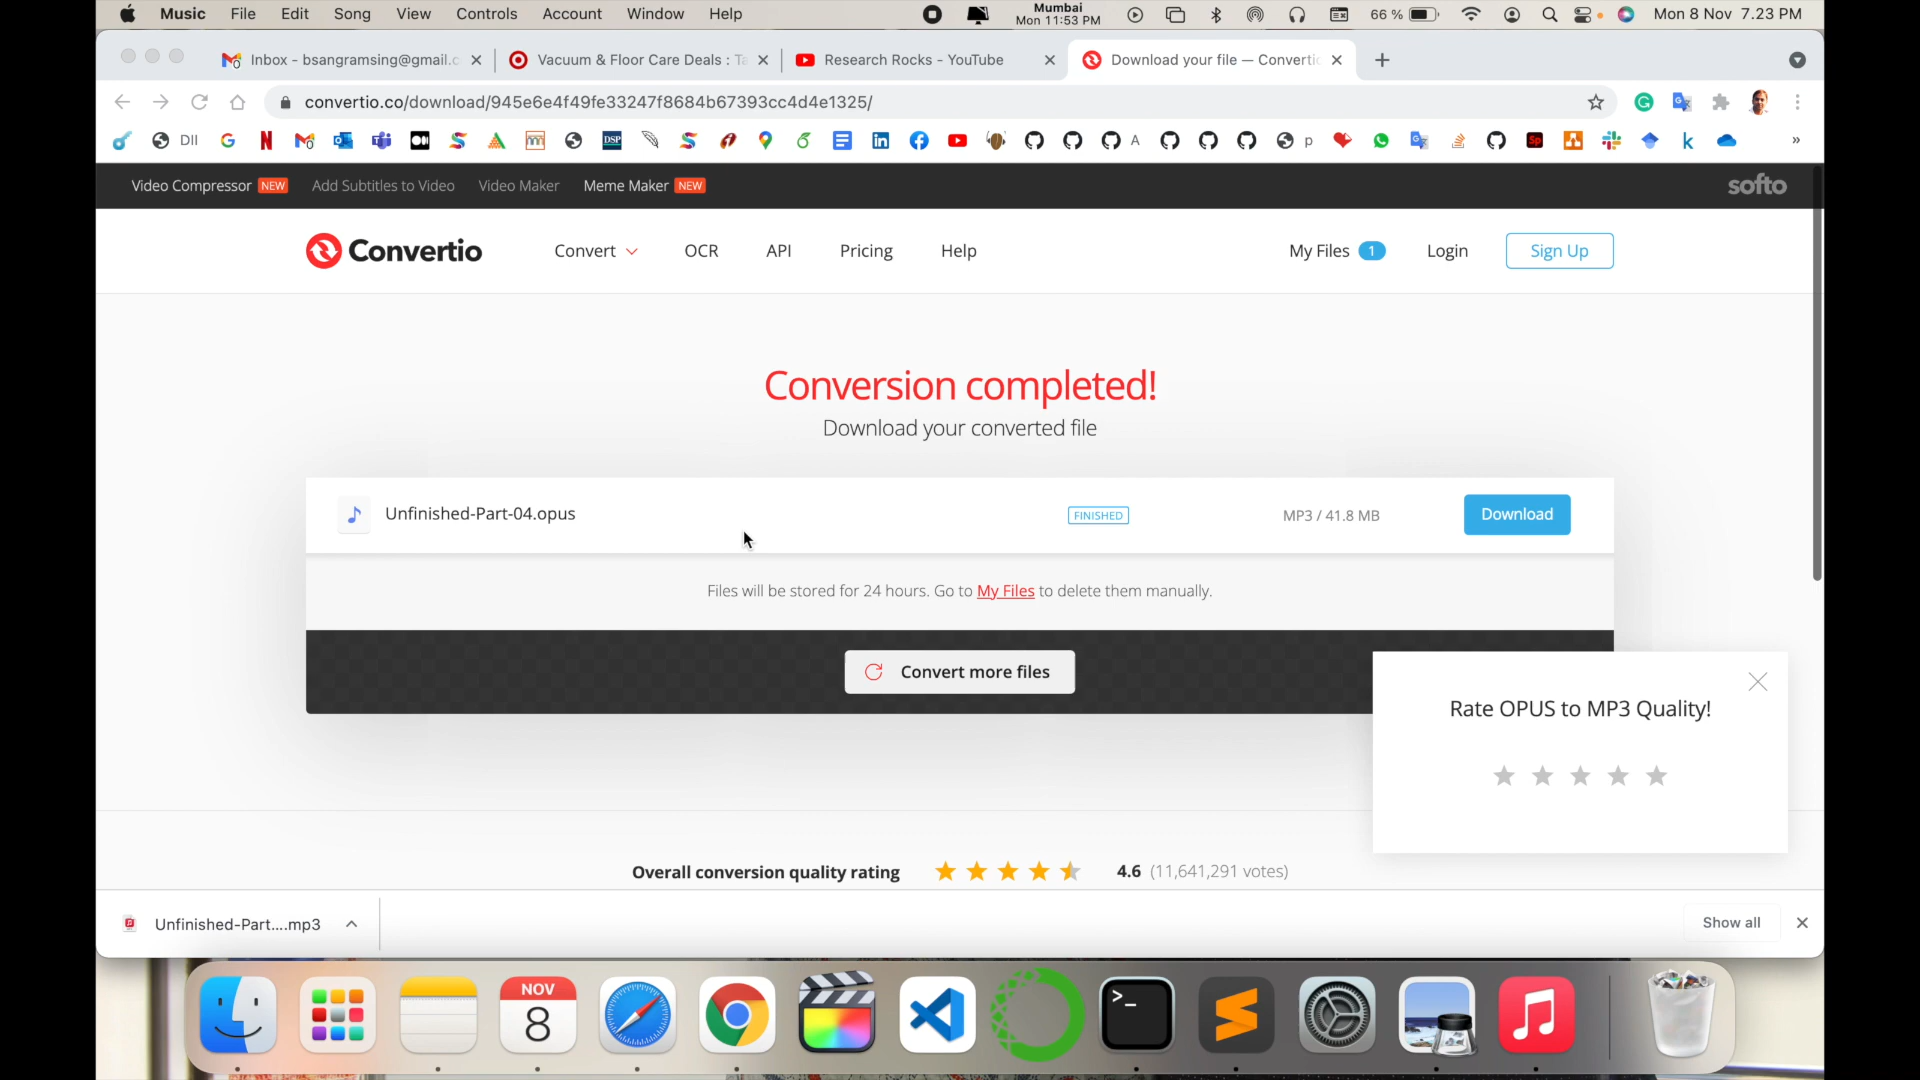 Music File Edit Song View Controls Account Window Help Mumbai Mon 11:53 PM 66 % Mon 8 Nov 7.23 PM
Inbox - bsangramsing@gmail.c Vacuum & Floor Care Deals : Ta Research Rocks - YouTube Download your file — Convertio
convertio.co/download/945e6e4f49fe33247f8684b67393cc4d4e1325/
DII DSP A p Sp k »
Video Compressor NEW Add Subtitles to Video Video Maker Meme Maker NEW softo
Convertio Convert OCR API Pricing Help My Files 1 Login Sign Up
Conversion completed!
Download your converted file
Unfinished-Part-04.opus FINISHED MP3 / 41.8 MB Download
Files will be stored for 24 hours. Go to My Files to delete them manually.
Convert more files
Rate OPUS to MP3 Quality!
Overall conversion quality rating 4.6 (11,641,291 votes)
Unfinished-Part....mp3 Show all
NOV
8